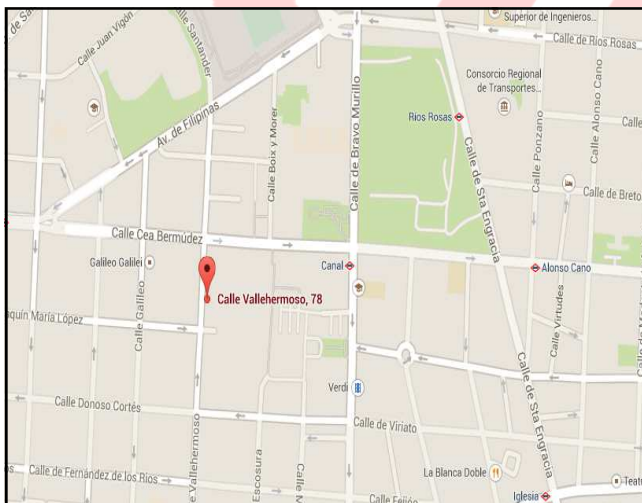 Superior de Ingenieros...
Calle de Ríos Rosas
Calle Juan Vigón
Calle Santander
Consorcio Regional
de Transportes...
Av. de Filipinas
Calle Boix y Morer
Calle de Bravo Murillo
Ríos Rosas
Calle de Sta Engracia
Calle Ponzano
Calle Alonso Cano
Calle
Calle de Breto
Calle Cea Bermúdez
Galileo Galilei
Canal
Alonso Cano
Calle Vallehermoso, 78
Calle Galileo
aquín María López
Calle Virtudes
Verdi
Calle Donoso Cortés
Calle de Viriato
Calle de Sta Engracia
e Vallehermoso
Escosura
Calle de Fernández de los Ríos
La Blanca Doble
Calle Feijóo
Iglesia
Teat